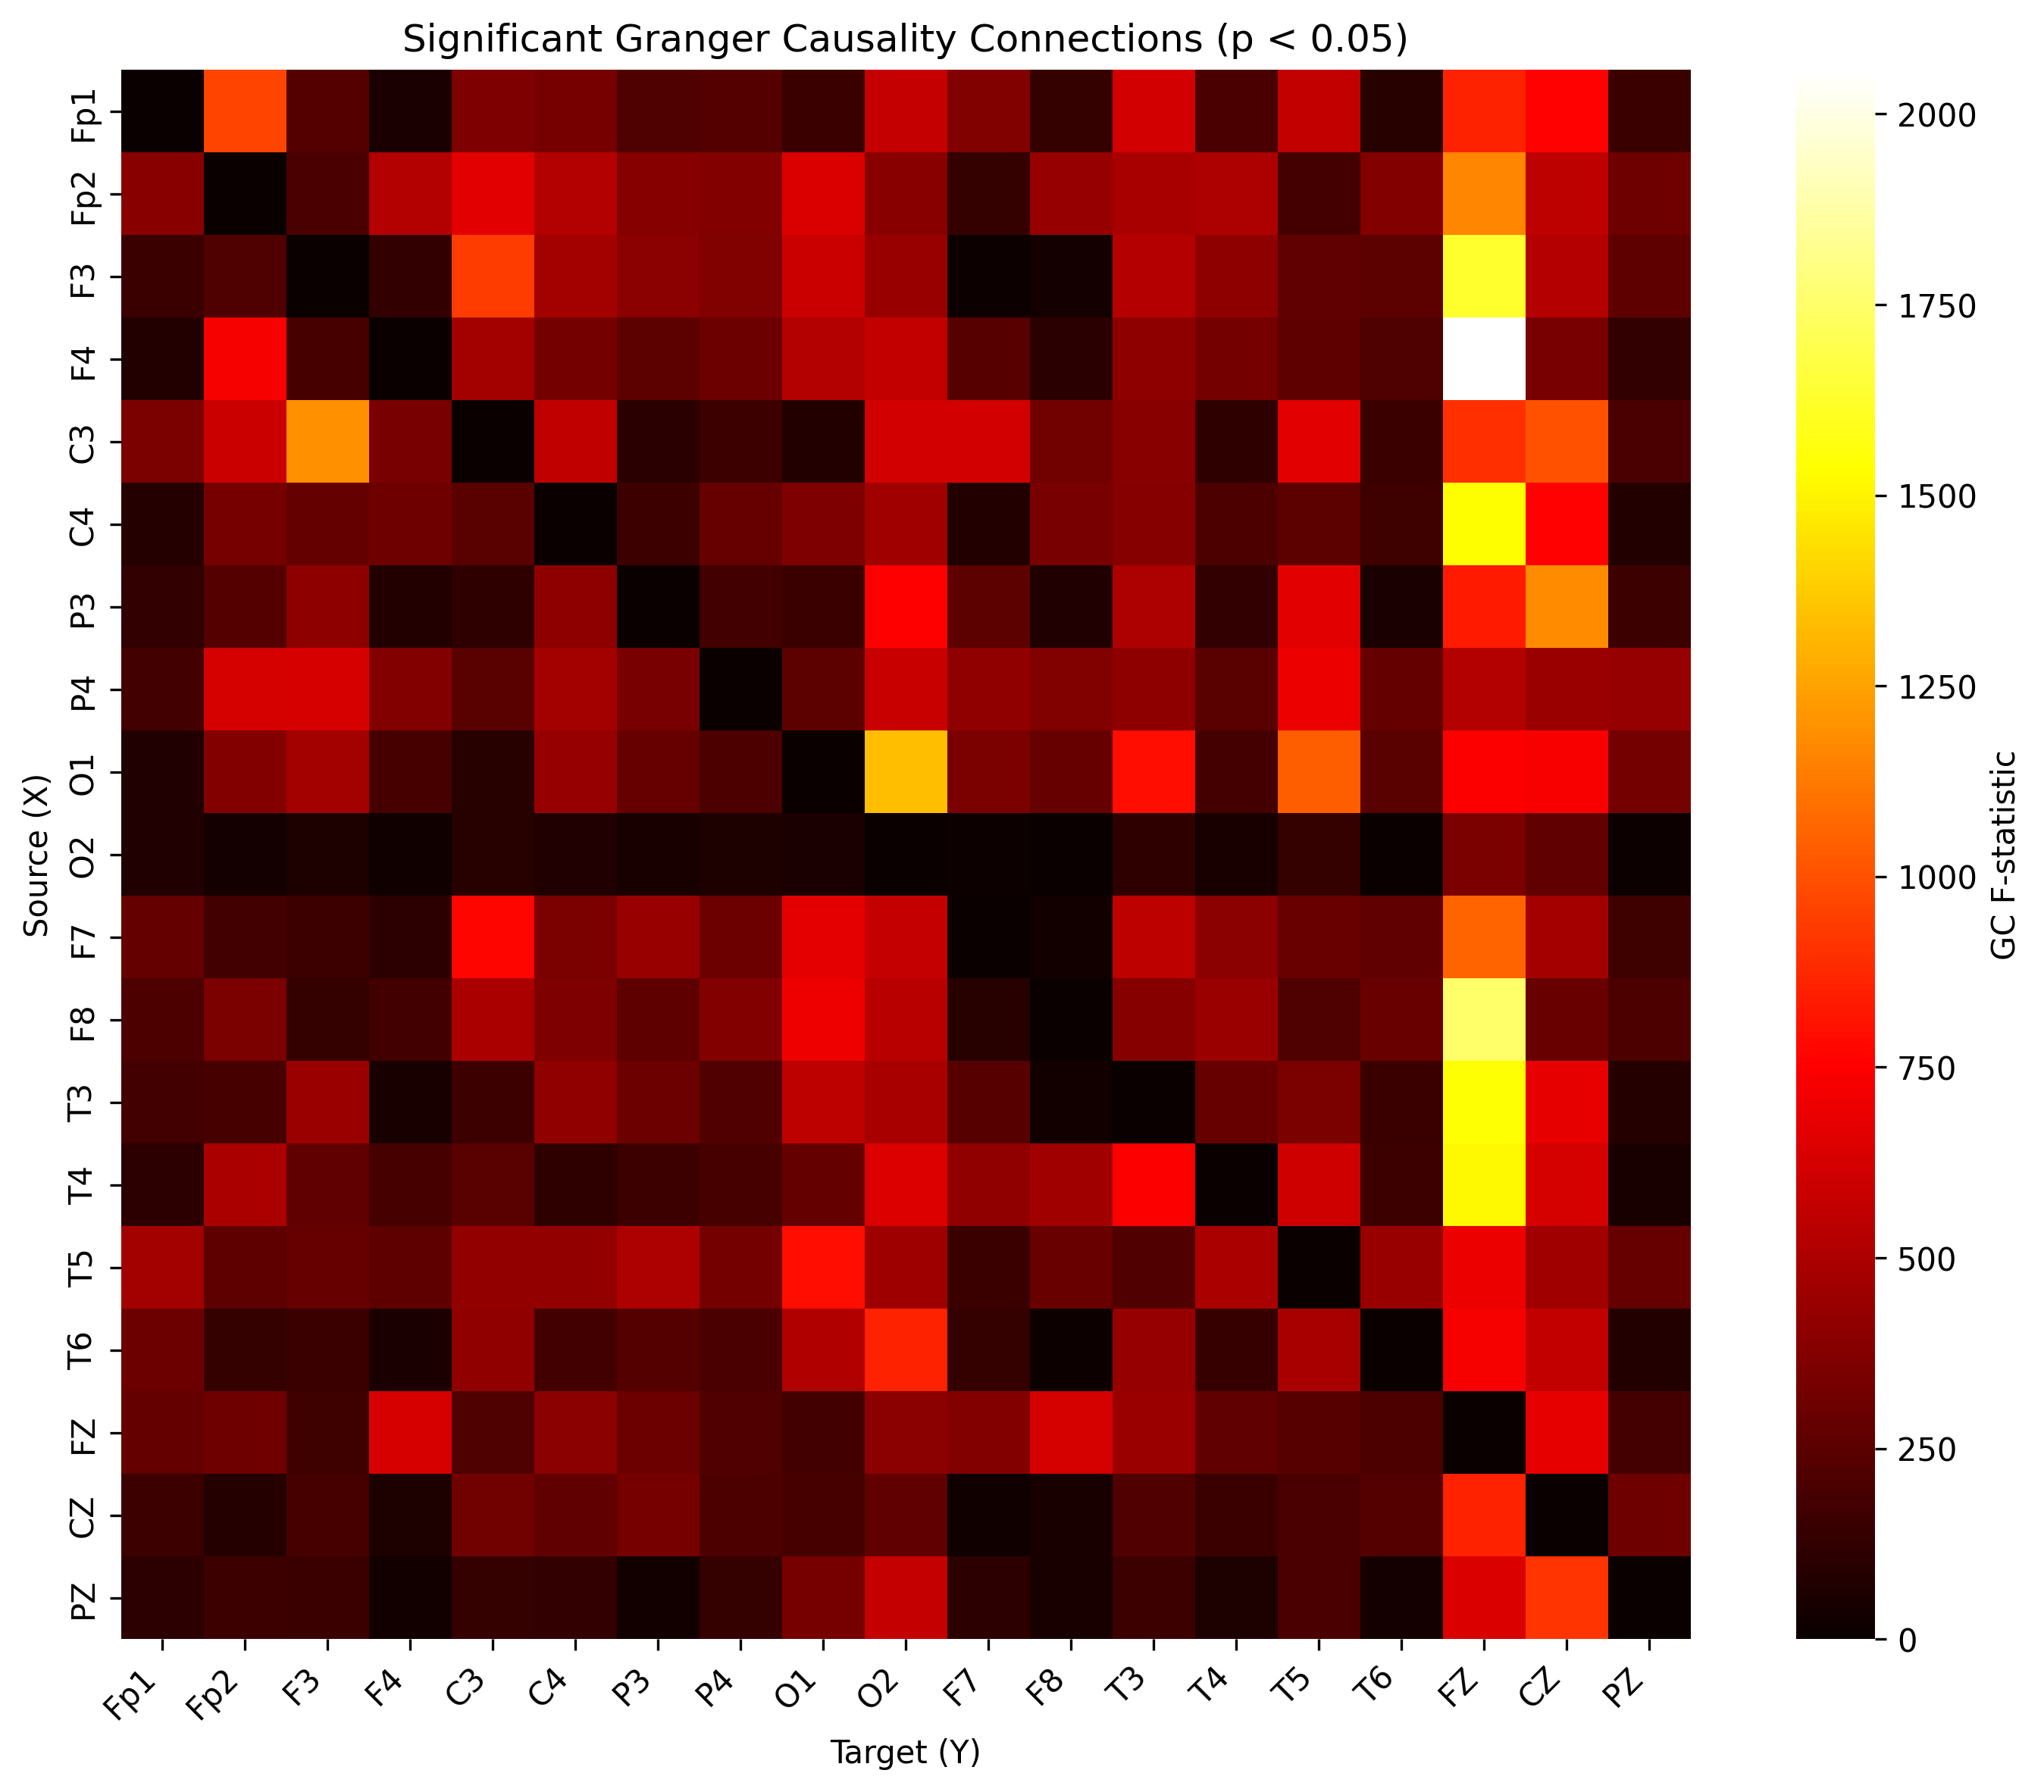 Significant Granger Causality Connections (p < 0.05)
Source (X)
Fp1
Fp2
F3
F4
C3
C4
P3
P4
O1
O2
F7
F8
T3
T4
T5
T6
FZ
CZ
PZ
Fp1 Fp2 F3 F4 C3 C4 P3 P4 O1 O2 F7 F8 T3 T4 T5 T6 FZ CZ PZ
Target (Y)
2000
1750
1500
1250
1000
750
500
250
0
GC F-statistic